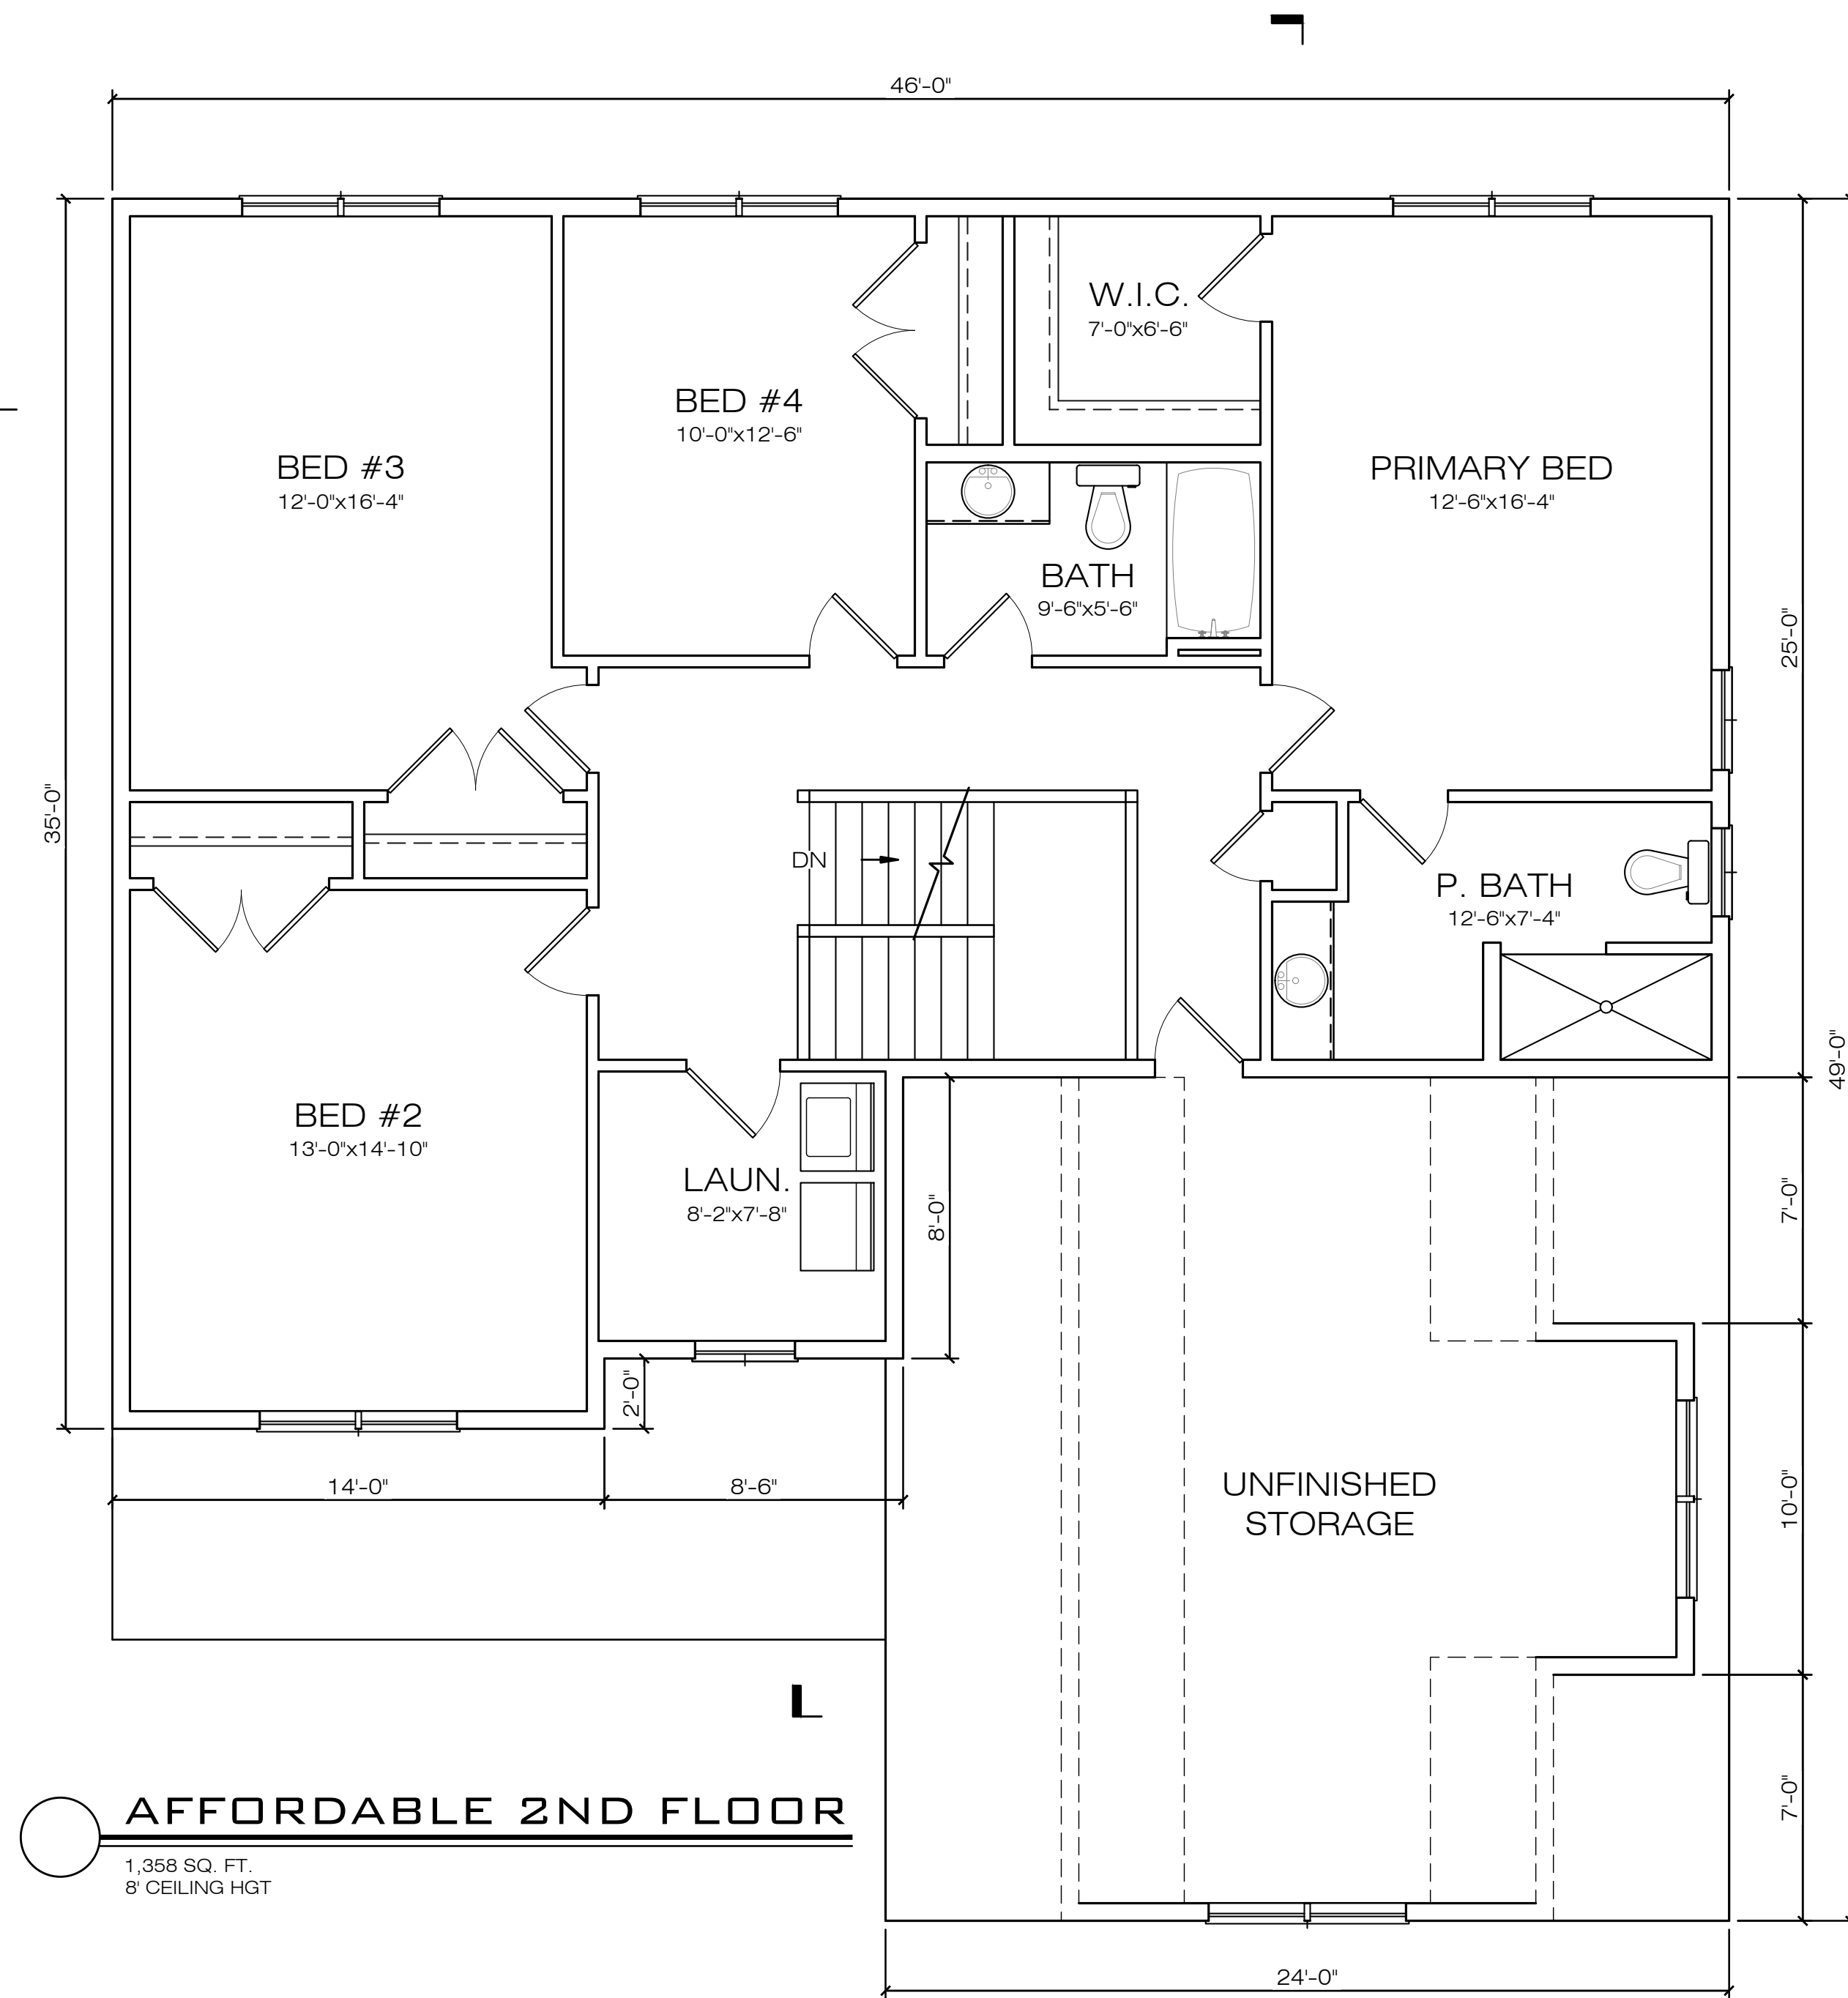 46'-0"
W.I.C.
7'-0"x6'-6"
BED #4
10'-0"x12'-6"
BED #3
12'-0"x16'-4"
PRIMARY BED
12'-6"x16'-4"
BATH
9'-6"x5'-6"
25'-0"
35'-0"
DN
P. BATH
12'-6"x7'-4"
49'-0"
BED #2
13'-0"x14'-10"
LAUN.
8'-2"x7'-8"
8'-0"
7'-0"
2'-0"
14'-0"
8'-6"
UNFINISHED
STORAGE
10'-0"
7'-0"
AFFORDABLE 2ND FLOOR
1,358 SQ. FT.
8' CEILING HGT
24'-0"